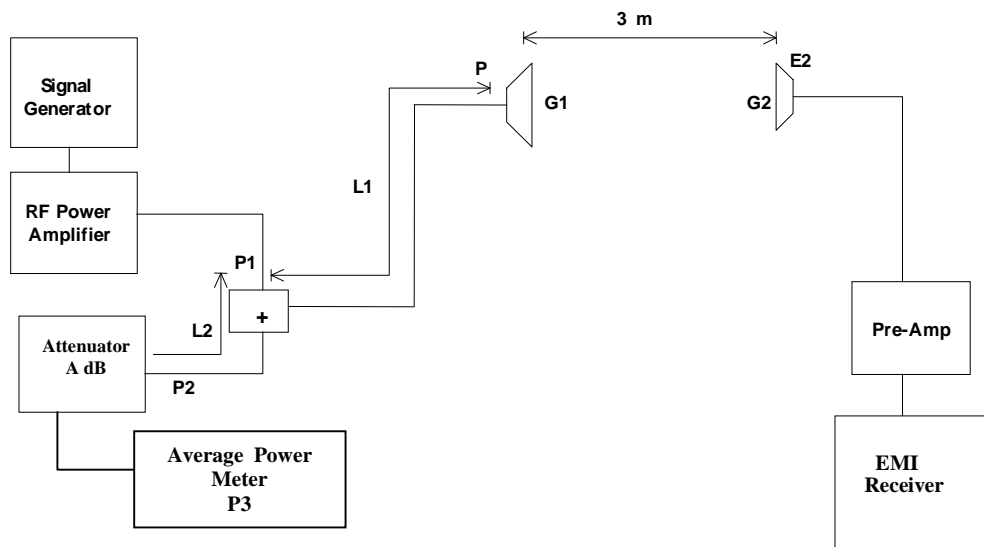 3 m
Signal
Generator
P
E2
G1
G2
L1
RF Power
Amplifier
P1
+
L2
Attenuator
A dB
P2
Pre-Amp
Average Power
Meter
P3
EMI
Receiver